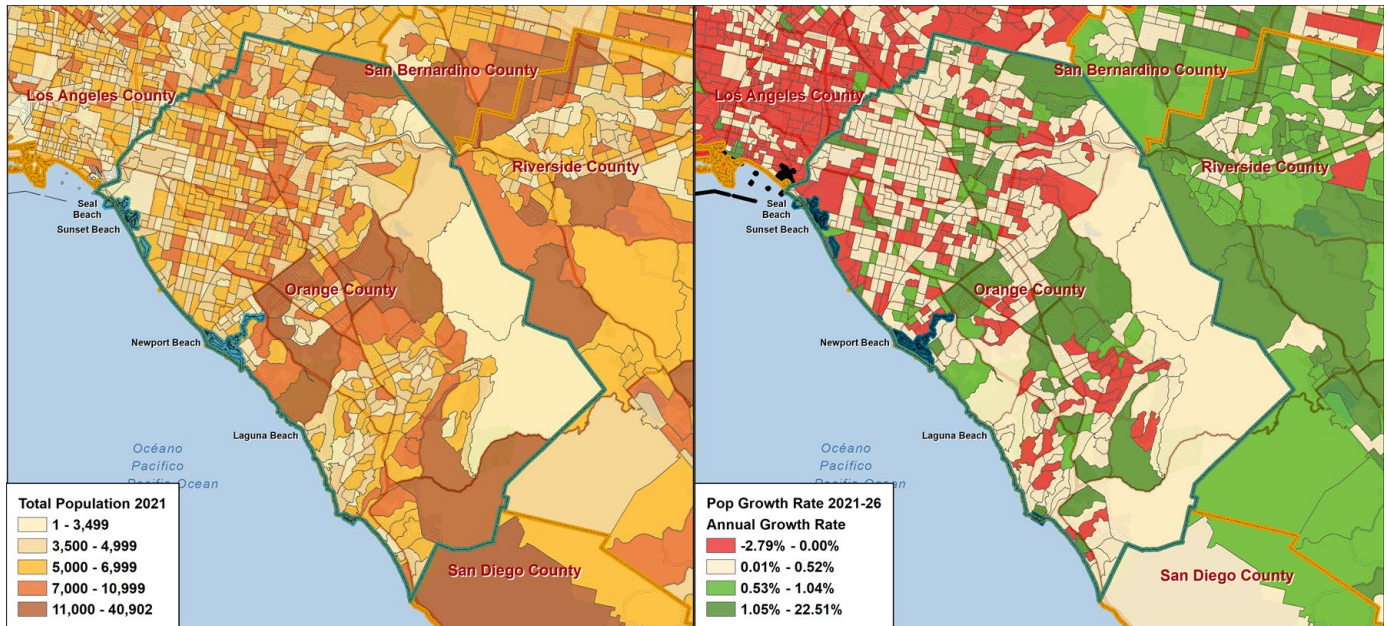 San Bernardino County
Los Angeles County
Riverside County
Seal
Beach
Sunset Beach
Orange County
Newport Beach
Laguna Beach
Océano
Pacífico
Pacific Ocean
San Diego County
Total Population 2021
1 - 3,499
3,500 - 4,999
5,000 - 6,999
7,000 - 10,999
11,000 - 40,902
San Bernardino County
Los Angeles County
Riverside County
Seal
Beach
Sunset Beach
Orange County
Newport Beach
Laguna Beach
Océano
Pacífico
Pacific Ocean
San Diego County
Pop Growth Rate 2021-26
Annual Growth Rate
-2.79% - 0.00%
0.01% - 0.52%
0.53% - 1.04%
1.05% - 22.51%